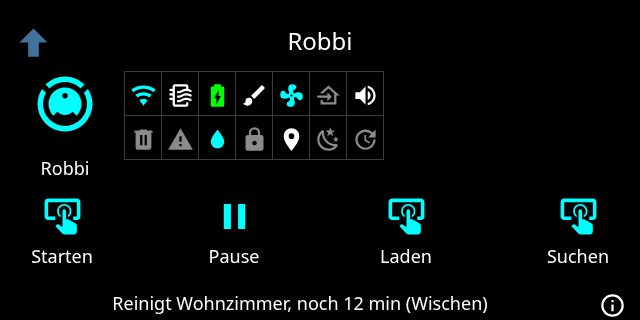 Robbi
Robbi
Starten
Pause
Laden
Suchen
Reinigt Wohnzimmer, noch 12 min (Wischen)